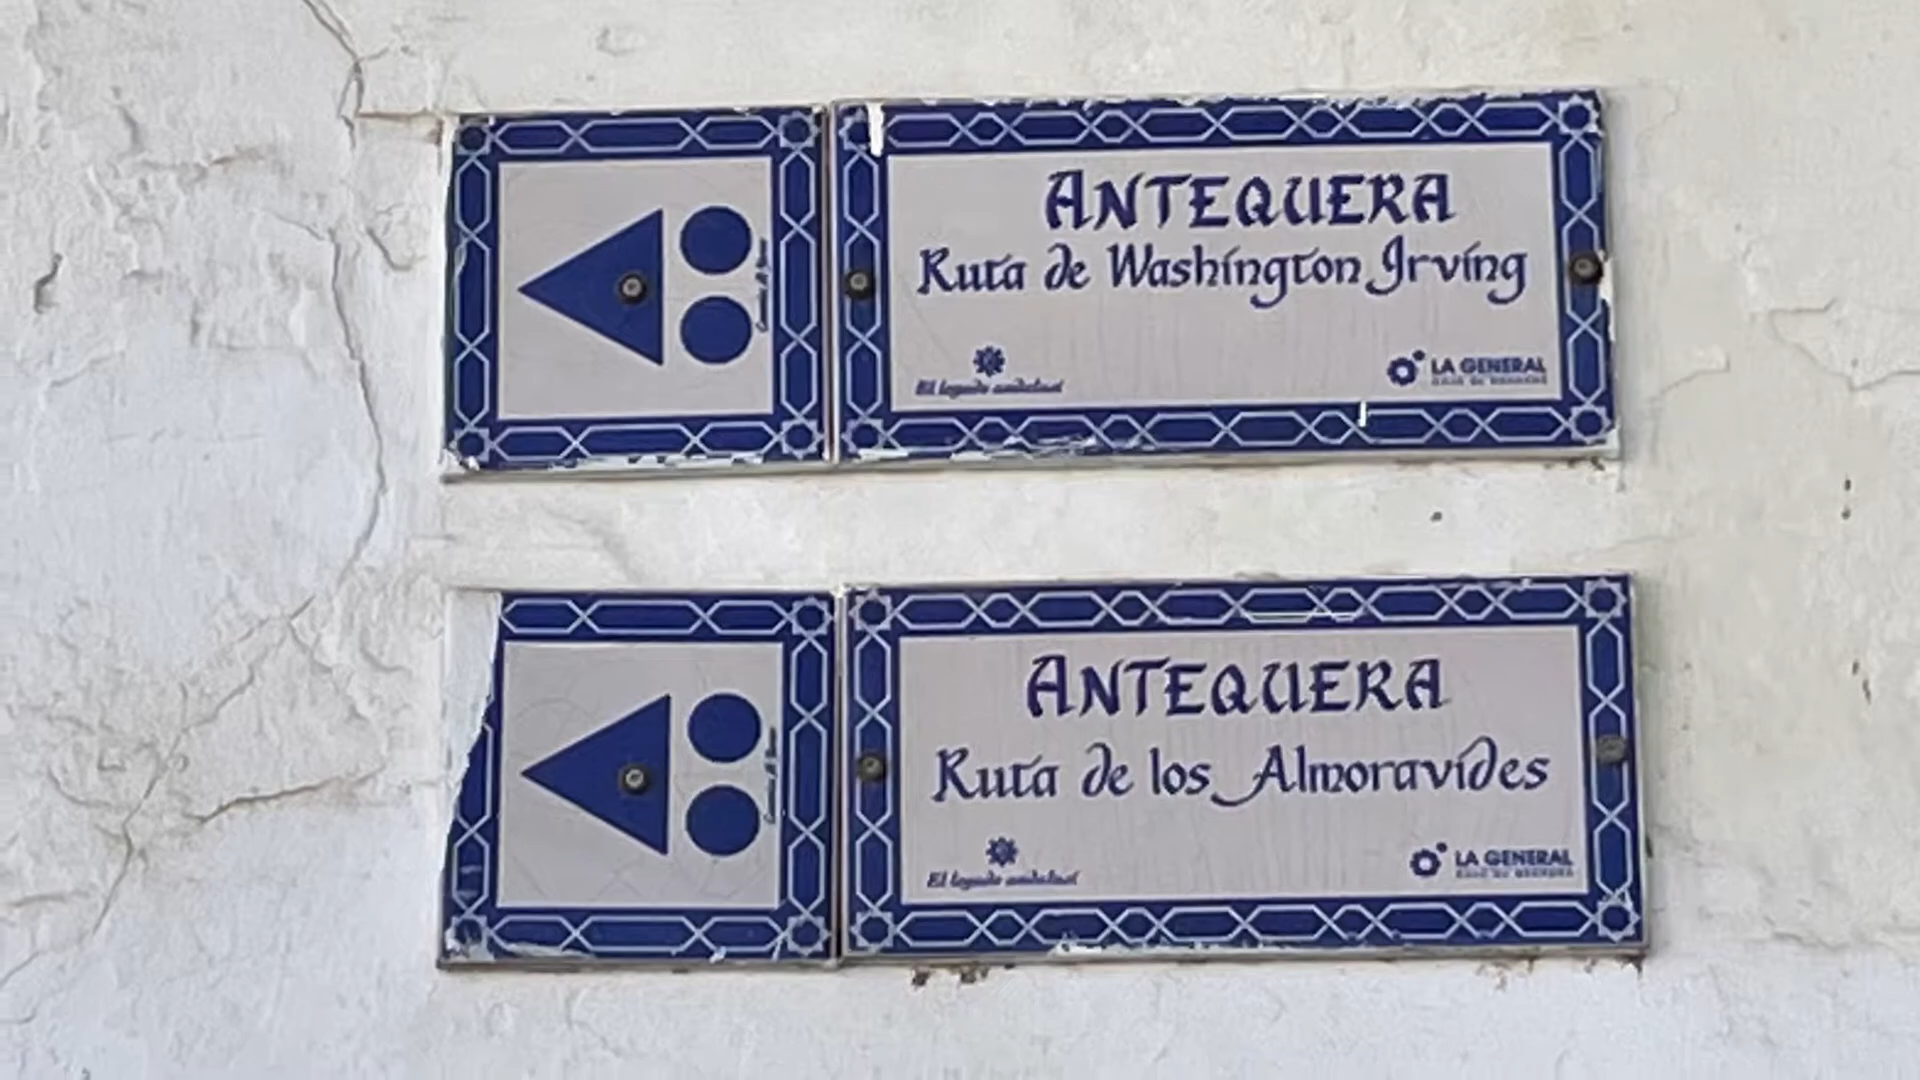 ANTEQUERA
Ruta de Washington Irving
El legado andalusí
LA GENERAL
ANTEQUERA
Ruta de los Almoravides
El legado andalusí
LA GENERAL